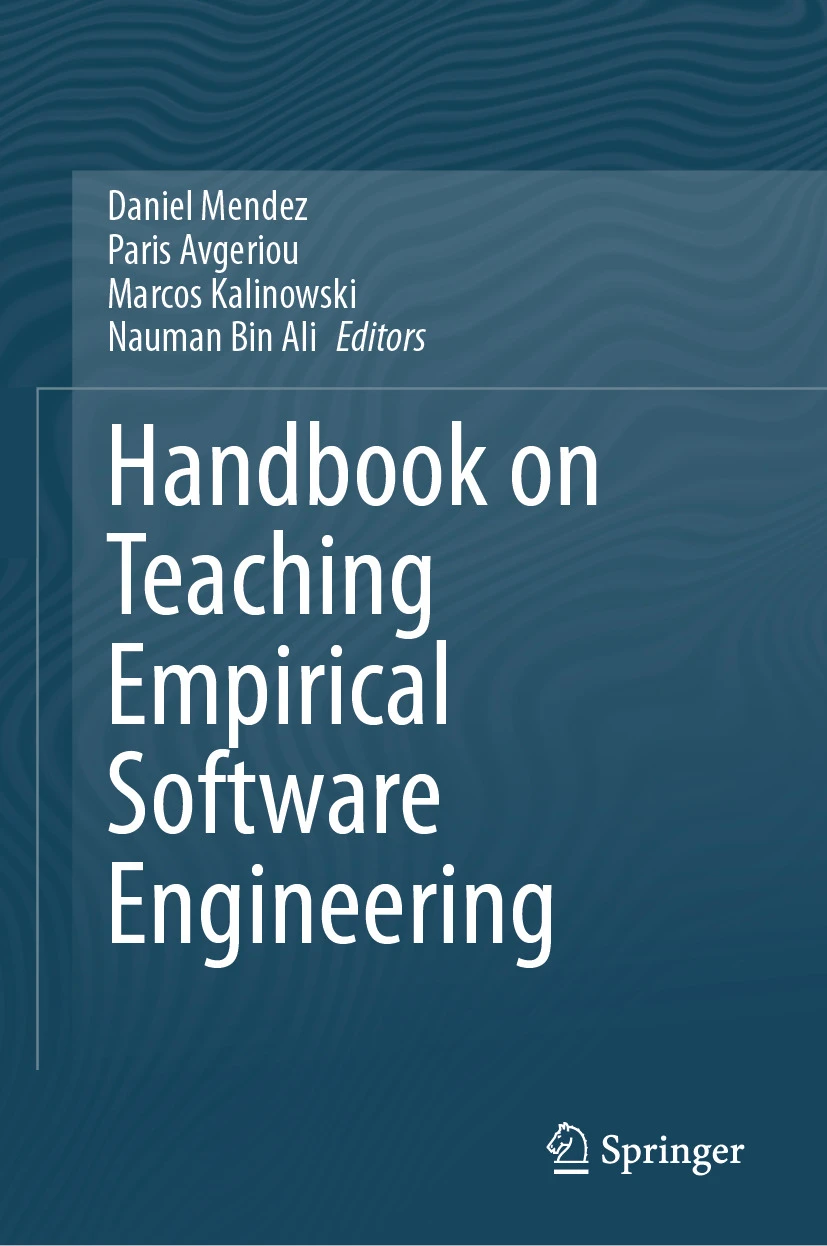 Daniel Mendez
Paris Avgeriou
Marcos Kalinowski
Nauman Bin Ali Editors
Handbook on
Teaching
Empirical
Software
Engineering
Springer